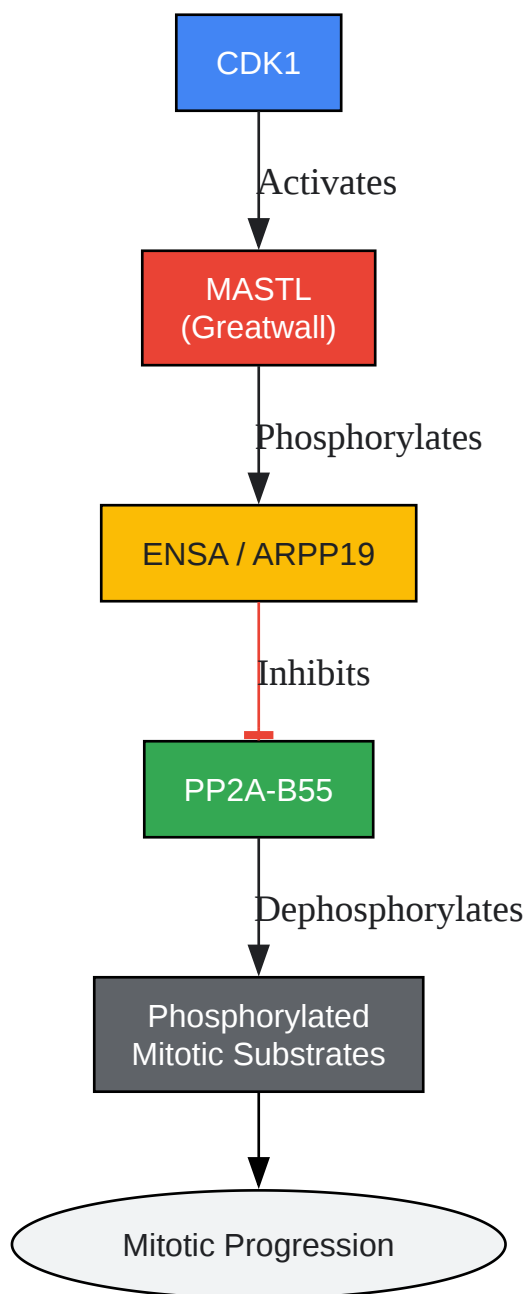 CDK1
Activates
MASTL
(Greatwall)
Phosphorylates
ENSA / ARPP19
Inhibits
PP2A-B55
Dephosphorylates
Phosphorylated
Mitotic Substrates
Mitotic Progression